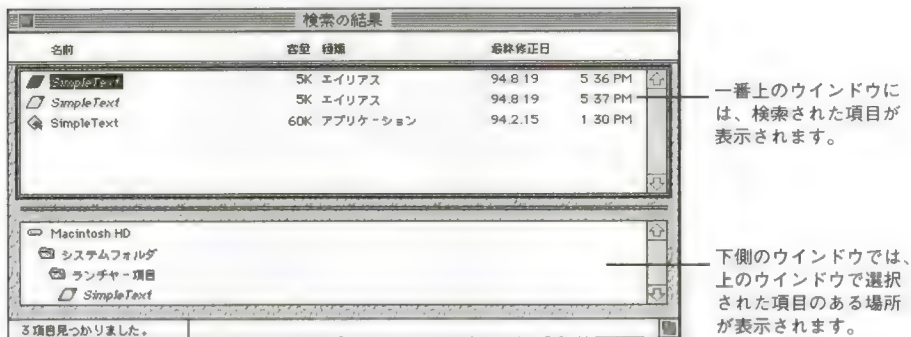 検索の結果
名前 容量 種類 最終修正日
SimpleText 5K エイリアス 94.8 19 5 36 PM
SimpleText 5K エイリアス 94.8 19 5 37 PM
SimpleText 60K アプリケーション 94.2.15 1 30 PM
一番上のウインドウに
は、検索された項目が
表示されます。
Macintosh HD
システムフォルダ
ランチャー項目
SimpleText
3項目見つかりました。
下側のウインドウでは、
上のウインドウで選択
された項目のある場所
が表示されます。